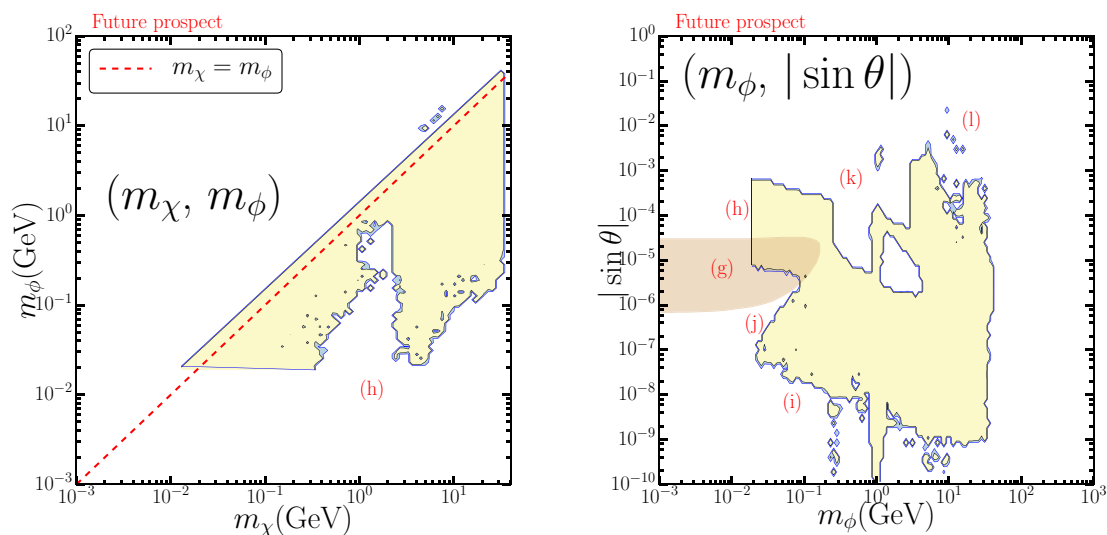 Future prospect
m_χ = m_ϕ
(m_χ, m_ϕ)
(h)
10^2
10^1
10^0
10^−1
10^−2
10^−3
m_ϕ(GeV)
10^−3
10^−2
10^−1
10^0
10^1
m_χ(GeV)
Future prospect
(m_ϕ, | sin θ|)
(l)
(k)
(h)
(g)
(j)
(i)
10^0
10^−1
10^−2
10^−3
10^−4
10^−5
10^−6
10^−7
10^−8
10^−9
10^−10
| sin θ|
10^−3
10^−2
10^−1
10^0
10^1
10^2
10^3
m_ϕ(GeV)